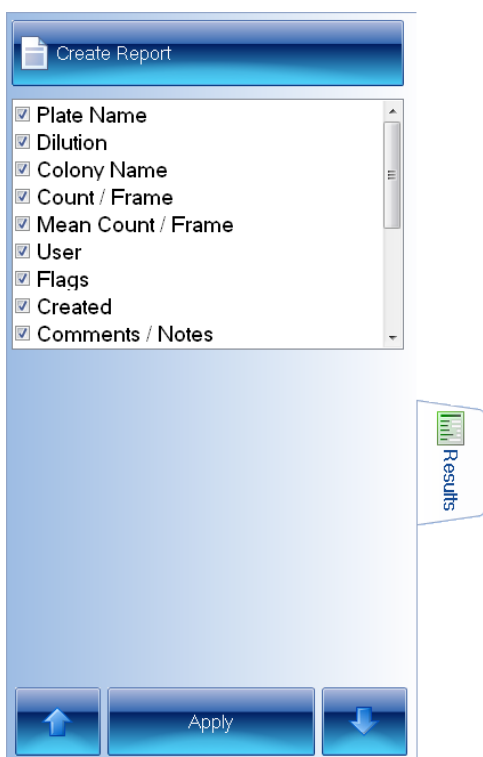 Create Report
Plate Name
Dilution
Colony Name
Count / Frame
Mean Count / Frame
User
Flags
Created
Comments / Notes
Results
Apply